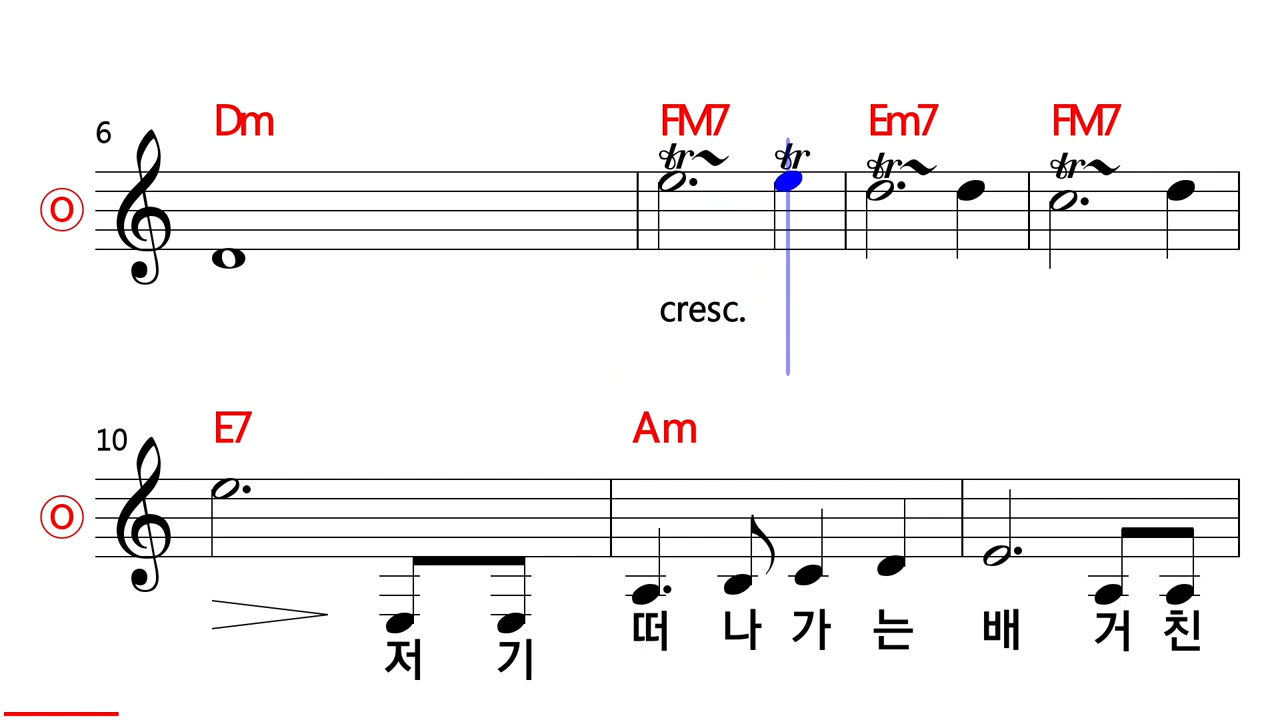 6 Dm FM7 Em7 FM7
tr tr tr tr
O
cresc.
10 E7 Am
O
저 기 떠 나 가 는 배 거 친